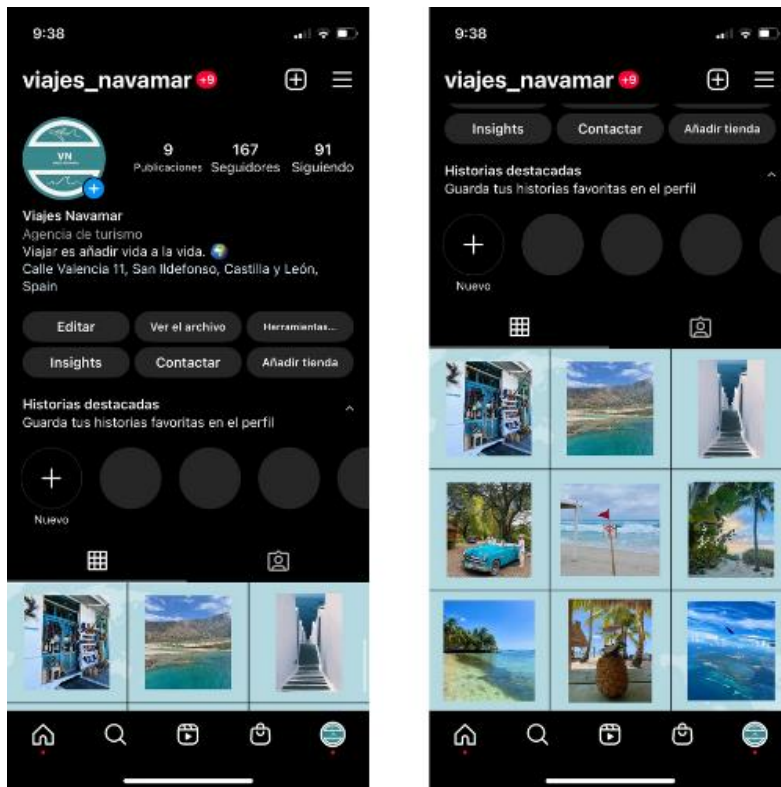 9:38
viajes_navamar +9
VN
9 167 91
Publicaciones Seguidores Siguiendo
Viajes Navamar
Agencia de turismo
Viajar es añadir vida a la vida. 🌍
Calle Valencia 11, San Ildefonso, Castilla y León,
Spain
Editar Ver el archivo Herramientas...
Insights Contactar Añadir tienda
Historias destacadas
Guarda tus historias favoritas en el perfil
Nuevo
9:38
viajes_navamar +9
Insights Contactar Añadir tienda
Historias destacadas
Guarda tus historias favoritas en el perfil
Nuevo